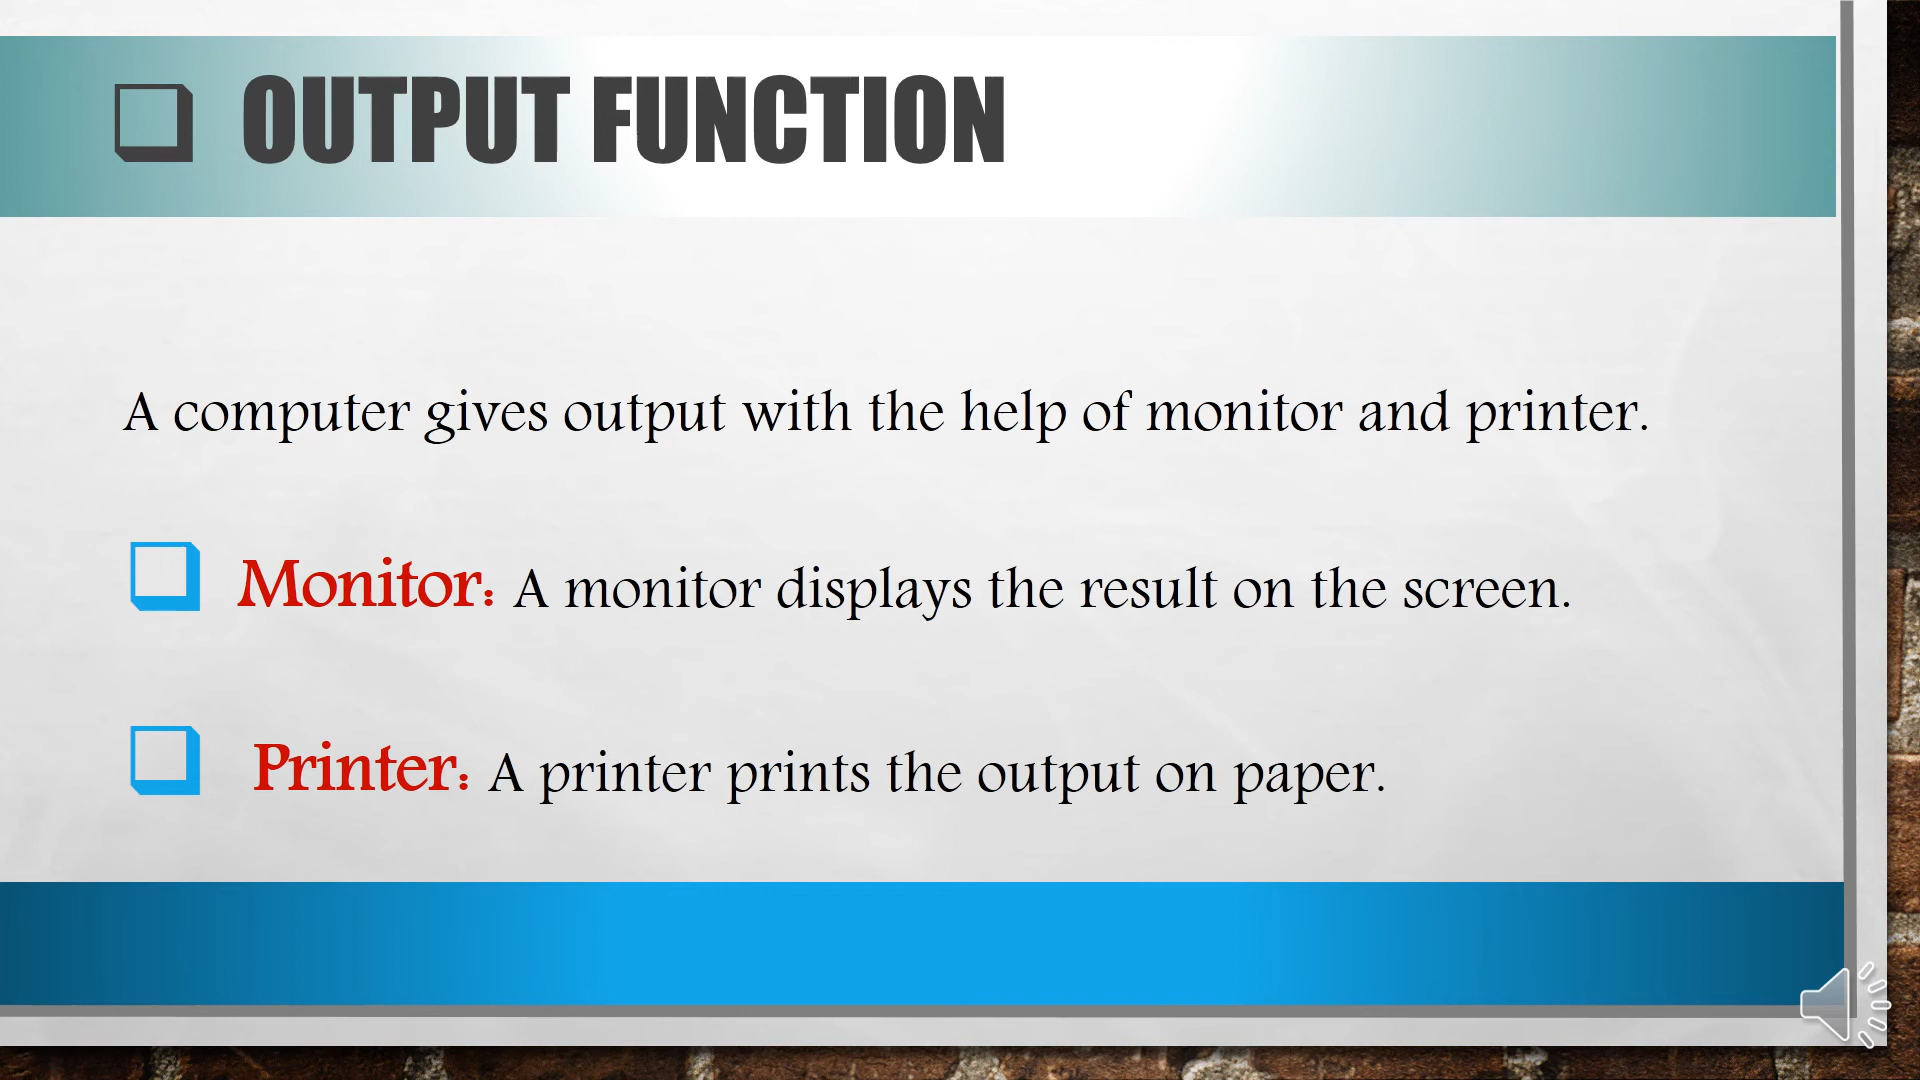 OUTPUT FUNCTION
A computer gives output with the help of monitor and printer.
Monitor: A monitor displays the result on the screen.
Printer: A printer prints the output on paper.